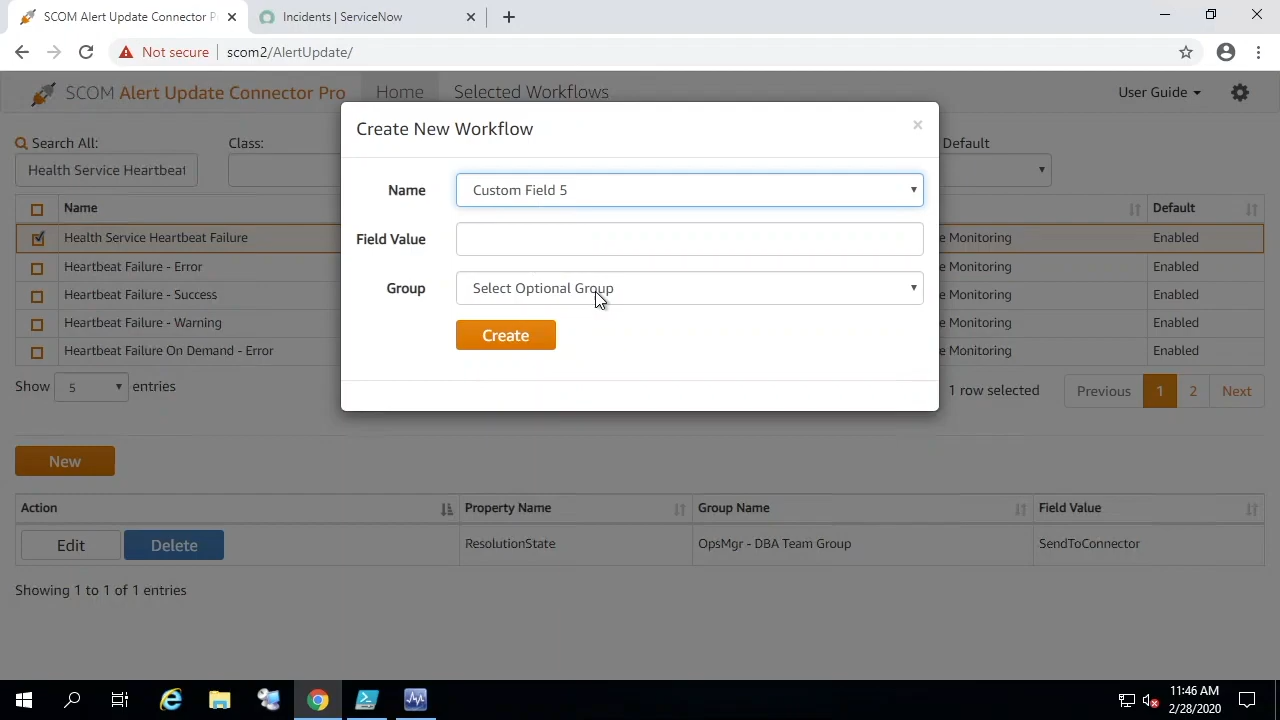 SCOM Alert Update Connector P
Incidents | ServiceNow
Not secure
scom2/AlertUpdate/
SCOM Alert Update Connector Pro
Home
Selected Workflows
User Guide
Create New Workflow
Search All:
Class:
Default
Health Service Heartbeat
Name
Custom Field 5
Field Value
Group
Select Optional Group
Create
Name
Default
Health Service Heartbeat Failure
e Monitoring
Enabled
Heartbeat Failure - Error
e Monitoring
Enabled
Heartbeat Failure - Success
e Monitoring
Enabled
Heartbeat Failure - Warning
e Monitoring
Enabled
Heartbeat Failure On Demand - Error
e Monitoring
Enabled
Show 5 entries
1 row selected
Previous 1 2 Next
New
Action
Property Name
Group Name
Field Value
Edit
Delete
ResolutionState
OpsMgr - DBA Team Group
SendToConnector
Showing 1 to 1 of 1 entries
11:46 AM
2/28/2020